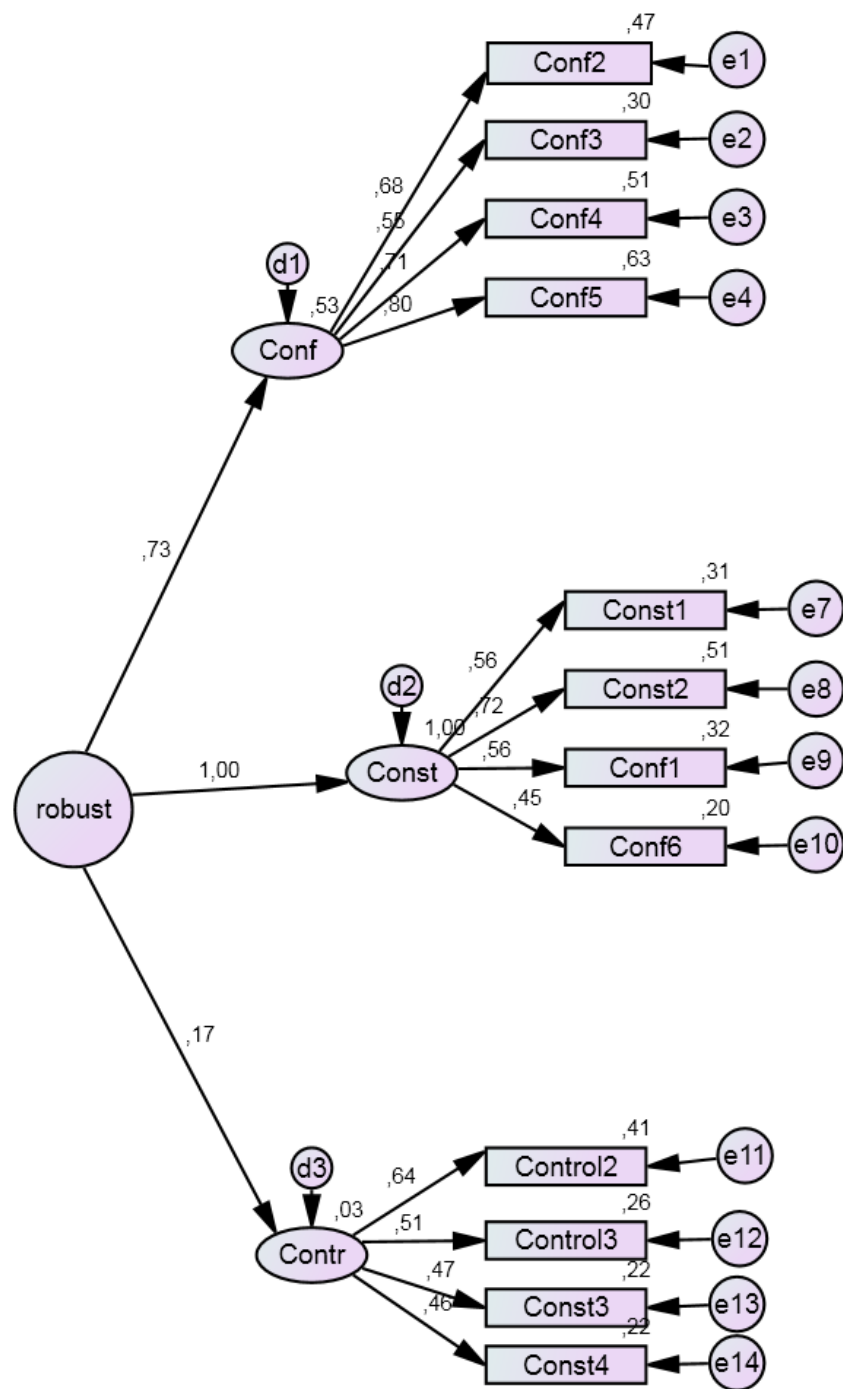 ,47
Conf2
e1
,30
Conf3
e2
,68
,51
Conf4
e3
,55
,71
,63
Conf5
e4
d1
,53
,80
Conf
,73
,31
Const1
e7
,56
,51
Const2
e8
d2
,72
1,00
,32
Conf1
e9
,56
Const
1,00
,45
,20
Conf6
e10
robust
,17
,41
Control2
e11
d3
,64
,03
,26
Control3
e12
,51
Contr
,47
,22
Const3
e13
,46
,22
Const4
e14